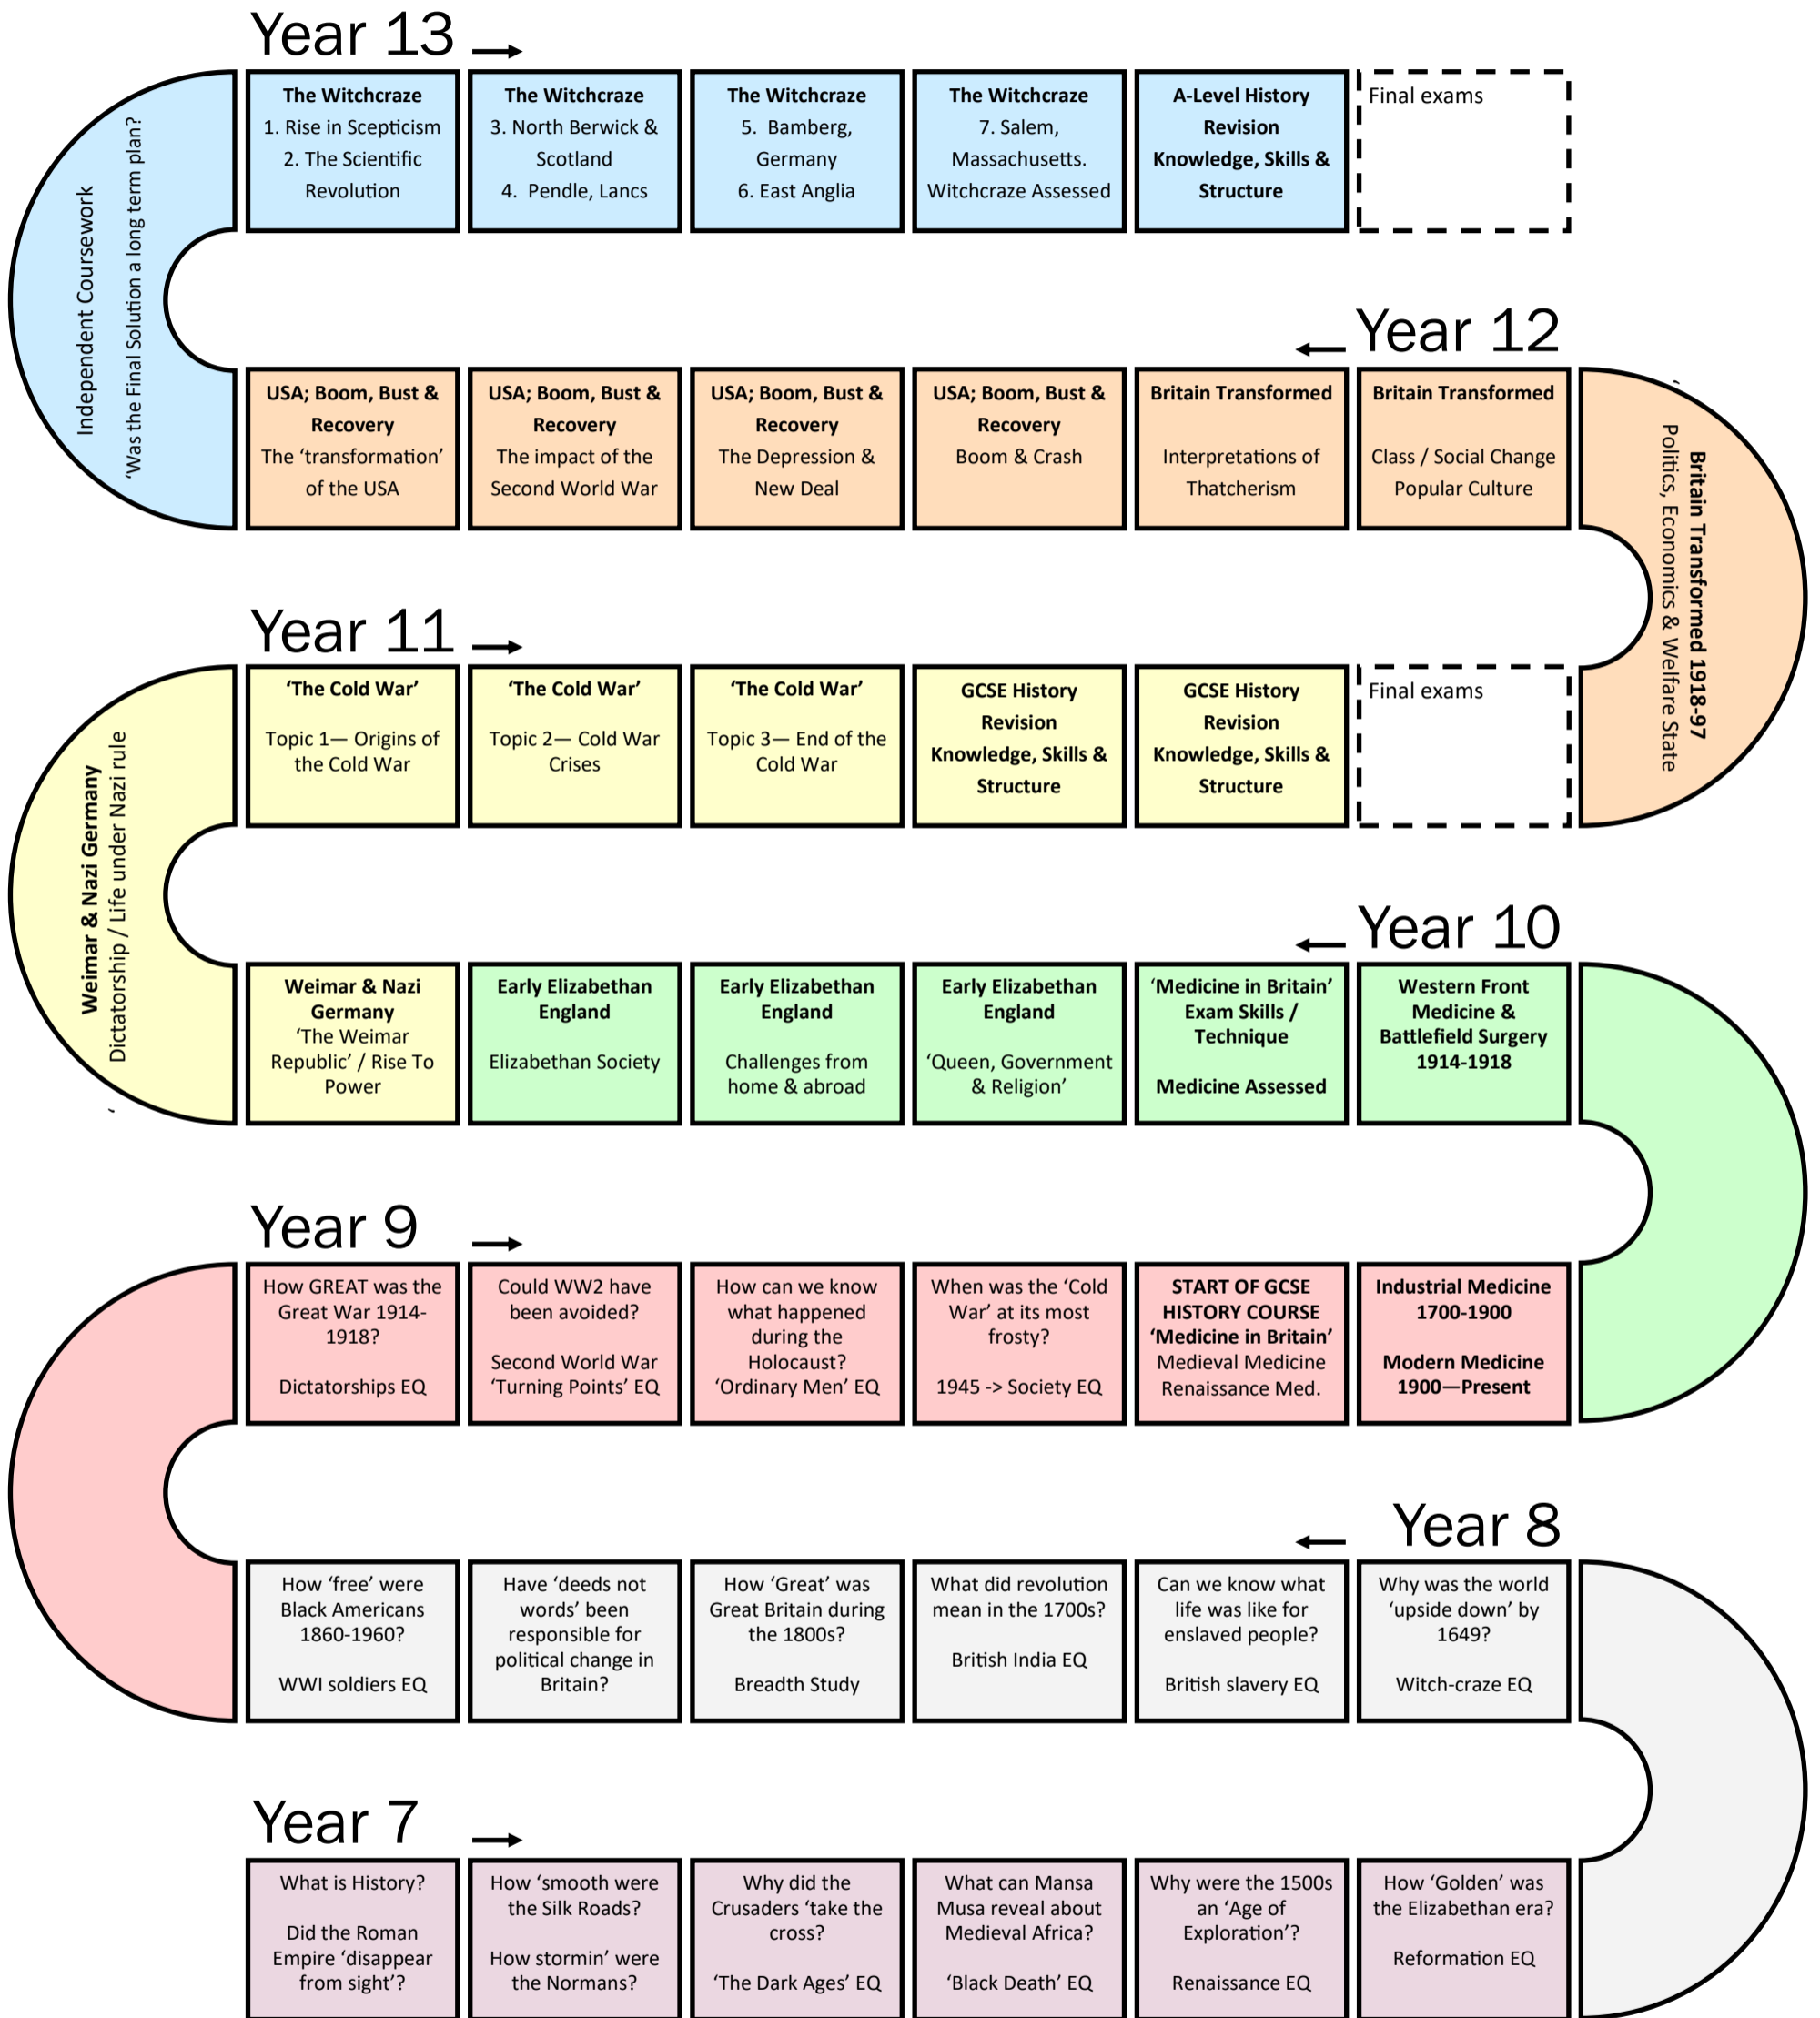 Year 13
The Witchcraze
1. Rise in Scepticism
2. The Scientific
Revolution
The Witchcraze
3. North Berwick &
Scotland
4.  Pendle, Lancs
The Witchcraze
5.  Bamberg,
Germany
6. East Anglia
The Witchcraze
7. Salem,
Massachusetts.
Witchcraze Assessed
A-Level History
Revision
Knowledge, Skills &
Structure
Final exams
Independent Coursework
'Was the Final Solution a long term plan?
Year 12
USA; Boom, Bust &
Recovery
The ‘transformation’
of the USA
USA; Boom, Bust &
Recovery
The impact of the
Second World War
USA; Boom, Bust &
Recovery
The Depression &
New Deal
USA; Boom, Bust &
Recovery
Boom & Crash
Britain Transformed
Interpretations of
Thatcherism
Britain Transformed
Class / Social Change
Popular Culture
Britain Transformed 1918-97
Politics, Economics & Welfare State
Year 11
‘The Cold War’
Topic 1— Origins of
the Cold War
‘The Cold War’
Topic 2— Cold War
Crises
‘The Cold War’
Topic 3— End of the
Cold War
GCSE History
Revision
Knowledge, Skills &
Structure
GCSE History
Revision
Knowledge, Skills &
Structure
Final exams
Weimar & Nazi Germany
Dictatorship / Life under Nazi rule
Year 10
Weimar & Nazi
Germany
‘The Weimar
Republic’ / Rise To
Power
Early Elizabethan
England
Elizabethan Society
Early Elizabethan
England
Challenges from
home & abroad
Early Elizabethan
England
‘Queen, Government
& Religion’
‘Medicine in Britain’
Exam Skills /
Technique
Medicine Assessed
Western Front
Medicine &
Battlefield Surgery
1914-1918
Year 9
How GREAT was the
Great War 1914-
1918?
Dictatorships EQ
Could WW2 have
been avoided?
Second World War
‘Turning Points’ EQ
How can we know
what happened
during the
Holocaust?
‘Ordinary Men’ EQ
When was the ‘Cold
War’ at its most
frosty?
1945 -> Society EQ
START OF GCSE
HISTORY COURSE
‘Medicine in Britain’
Medieval Medicine
Renaissance Med.
Industrial Medicine
1700-1900
Modern Medicine
1900—Present
Year 8
How ‘free’ were
Black Americans
1860-1960?
WWI soldiers EQ
Have ‘deeds not
words’ been
responsible for
political change in
Britain?
How ‘Great’ was
Great Britain during
the 1800s?
Breadth Study
What did revolution
mean in the 1700s?
British India EQ
Can we know what
life was like for
enslaved people?
British slavery EQ
Why was the world
‘upside down’ by
1649?
Witch-craze EQ
Year 7
What is History?
Did the Roman
Empire ‘disappear
from sight’?
How ‘smooth were
the Silk Roads?
How stormin’ were
the Normans?
Why did the
Crusaders ‘take the
cross?
‘The Dark Ages’ EQ
What can Mansa
Musa reveal about
Medieval Africa?
‘Black Death’ EQ
Why were the 1500s
an ‘Age of
Exploration’?
Renaissance EQ
How ‘Golden’ was
the Elizabethan era?
Reformation EQ